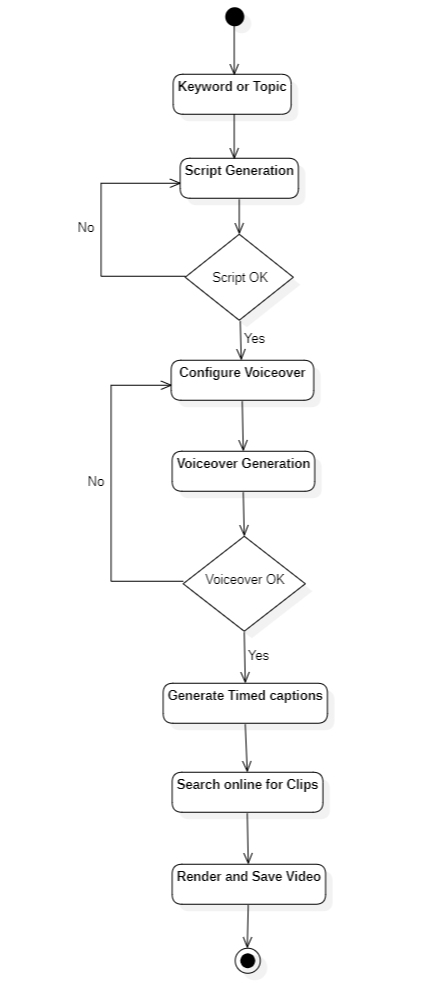 Keyword or Topic
Script Generation
No
Script OK
Yes
Configure Voiceover
Voiceover Generation
No
Voiceover OK
Yes
Generate Timed captions
Search online for Clips
Render and Save Video